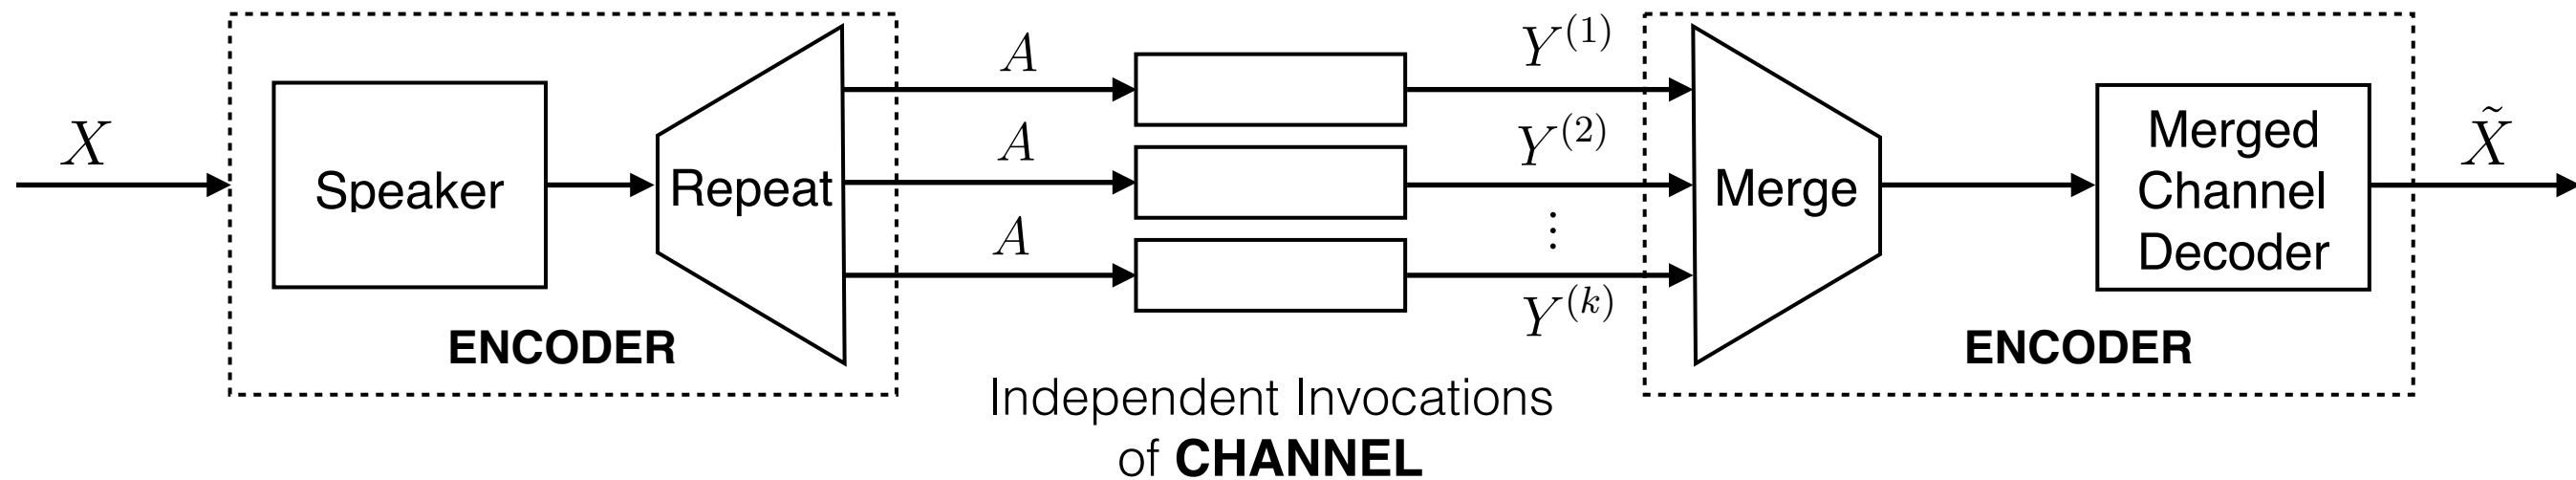 X
Speaker
Repeat
ENCODER
A
A
A
Independent Invocations
of CHANNEL
Y^{(1)}
Y^{(2)}
⋮
Y^{(k)}
Merge
Merged
Channel
Decoder
ENCODER
X̃